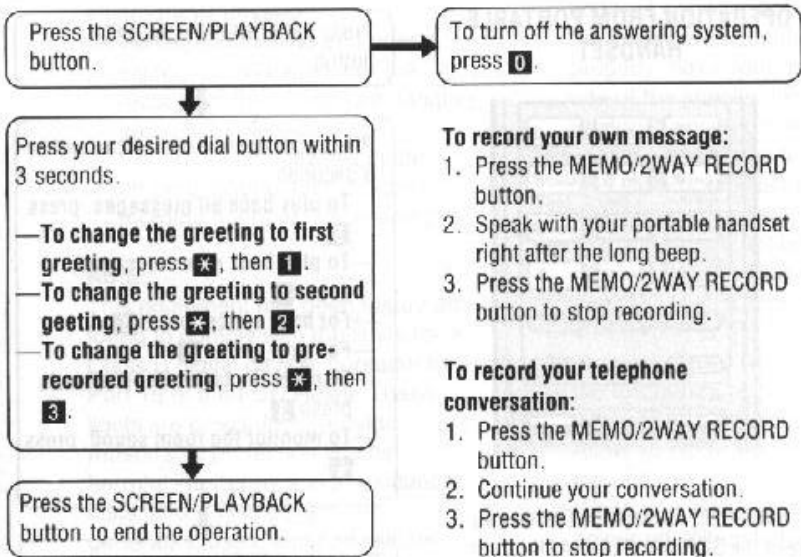 Press the SCREEN/PLAYBACK
button.
To turn off the answering system,
press 0.
Press your desired dial button within
3 seconds.
To change the greeting to first
greeting, press *, then 1.
To change the greeting to second
geeting, press * then 2.
To change the greeting to pre-
recorded greeting, press *, then
3.
Press the SCREEN/PLAYBACK
button to end the operation.
To record your own message:
1. Press the MEMO/2WAY RECORD
button.
2. Speak with your portable handset
right after the long beep.
3. Press the MEMO/2WAY RECORD
button to stop recording.
To record your telephone
conversation:
1. Press the MEMO/2WAY RECORD
button.
2. Continue your conversation.
3. Press the MEMO/2WAY RECORD
button to stop recording.